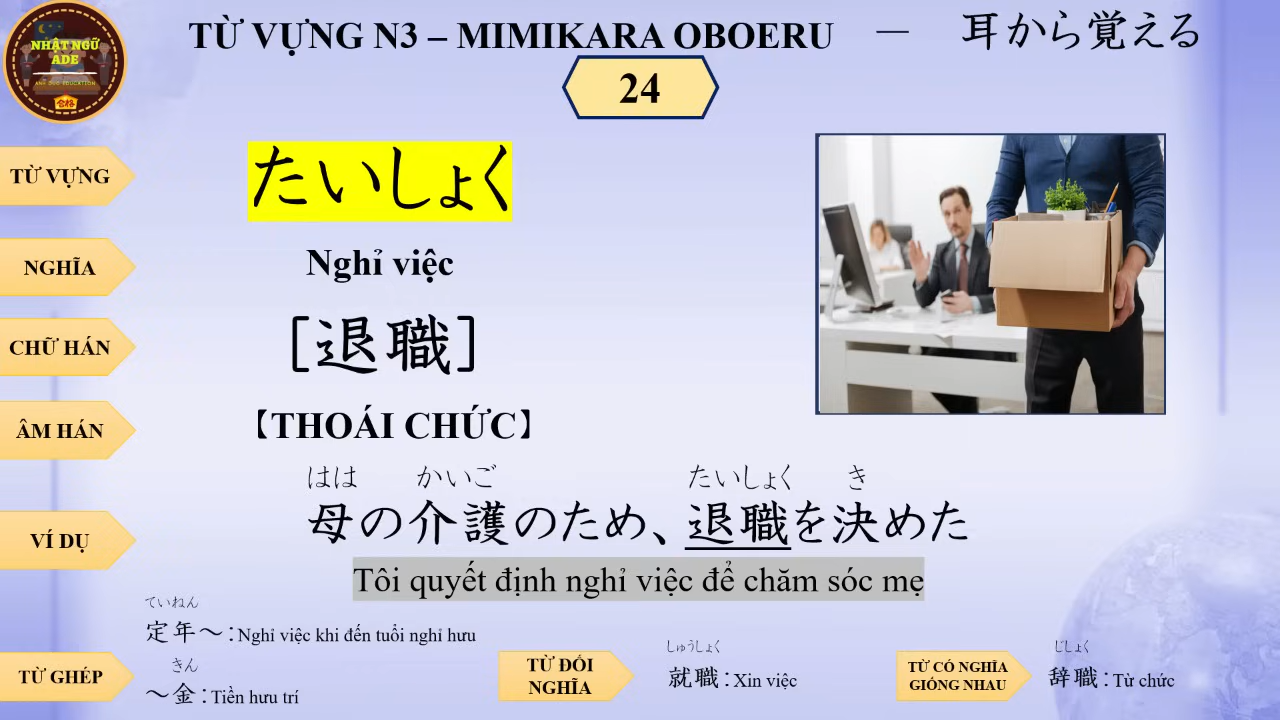 NHẬT NGỮ
ADE
ANH DUC EDUCATION
合格
TỪ VỰNG N3 – MIMIKARA OBOERU — 耳から覚える
24
TỪ VỰNG
たいしょく
NGHĨA
Nghỉ việc
CHỮ HÁN
[退職]
ÂM HÁN
【THOÁI CHỨC】
はは かいご たいしょく き
VÍ DỤ
母の介護のため、退職を決めた
Tôi quyết định nghỉ việc để chăm sóc mẹ
TỪ GHÉP
ていねん
定年～：Nghỉ việc khi đến tuổi nghỉ hưu
きん
～金：Tiền hưu trí
TỪ ĐỐI
NGHĨA
しゅうしょく
就職：Xin việc
TỪ CÓ NGHĨA
GIÓNG NHAU
じしょく
辞職：Từ chức